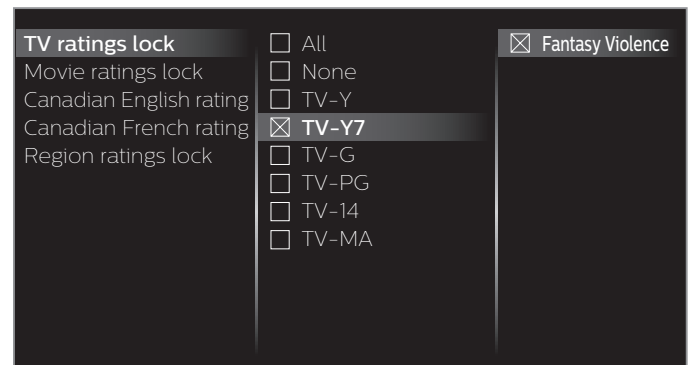 TV ratings lock
Movie ratings lock
Canadian English rating
Canadian French rating
Region ratings lock
All
None
TV-Y
TV-Y7
TV-G
TV-PG
TV-14
TV-MA
Fantasy Violence